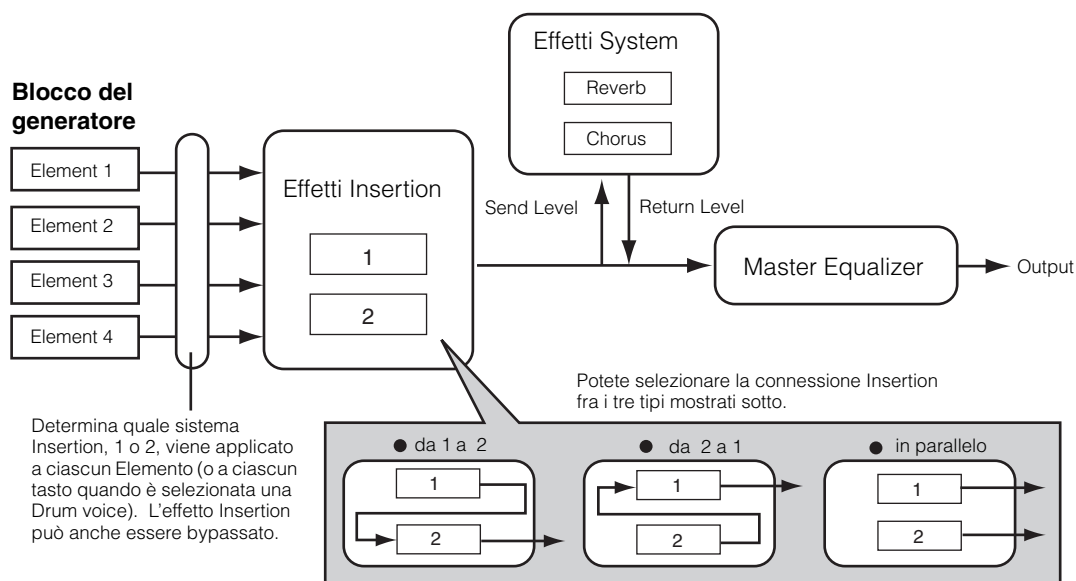 Blocco del
generatore
Element 1
Element 2
Element 3
Element 4
Effetti Insertion
1
2
Effetti System
Reverb
Chorus
Send Level
Return Level
Master Equalizer
Output
Determina quale sistema
Insertion, 1 o 2, viene applicato
a ciascun Elemento (o a ciascun
tasto quando è selezionata una
Drum voice). L'effetto Insertion
può anche essere bypassato.
Potete selezionare la connessione Insertion
fra i tre tipi mostrati sotto.
● da 1 a 2
1
2
● da 2 a 1
1
2
● in parallelo
1
2